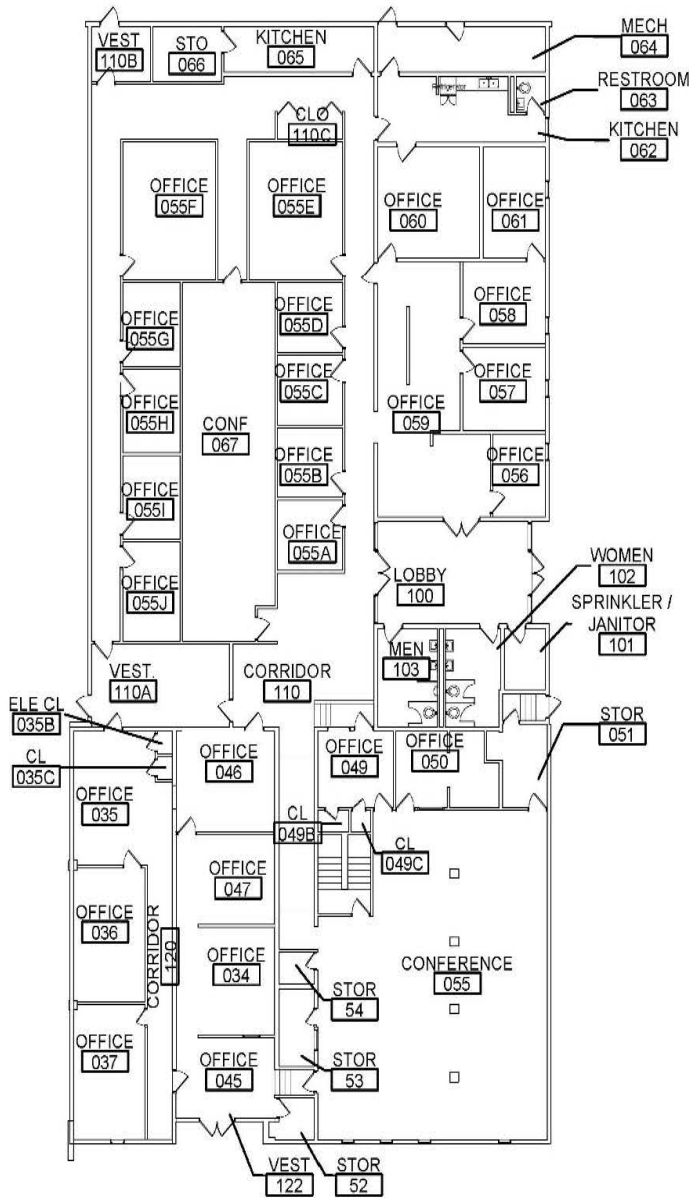 VEST
110B
STO
066
KITCHEN
065
MECH
064
RESTROOM
063
KITCHEN
062
CLO
110C
OFFICE
055F
OFFICE
055E
OFFICE
060
OFFICE
061
OFFICE
055G
OFFICE
055D
OFFICE
058
OFFICE
055H
OFFICE
055C
OFFICE
057
CONF
067
OFFICE
059
OFFICE
055B
OFFICE
056
OFFICE
055I
OFFICE
055A
OFFICE
055J
LOBBY
100
WOMEN
102
SPRINKLER /
JANITOR
101
MEN
103
VEST.
110A
CORRIDOR
110
ELE CL
035B
CL
035C
OFFICE
046
OFFICE
049
OFFICE
050
STOR
051
OFFICE
035
CL
049B
CL
049C
OFFICE
047
OFFICE
036
CORRIDOR
120
OFFICE
034
CONFERENCE
055
STOR
54
OFFICE
037
OFFICE
045
STOR
53
VEST
122
STOR
52